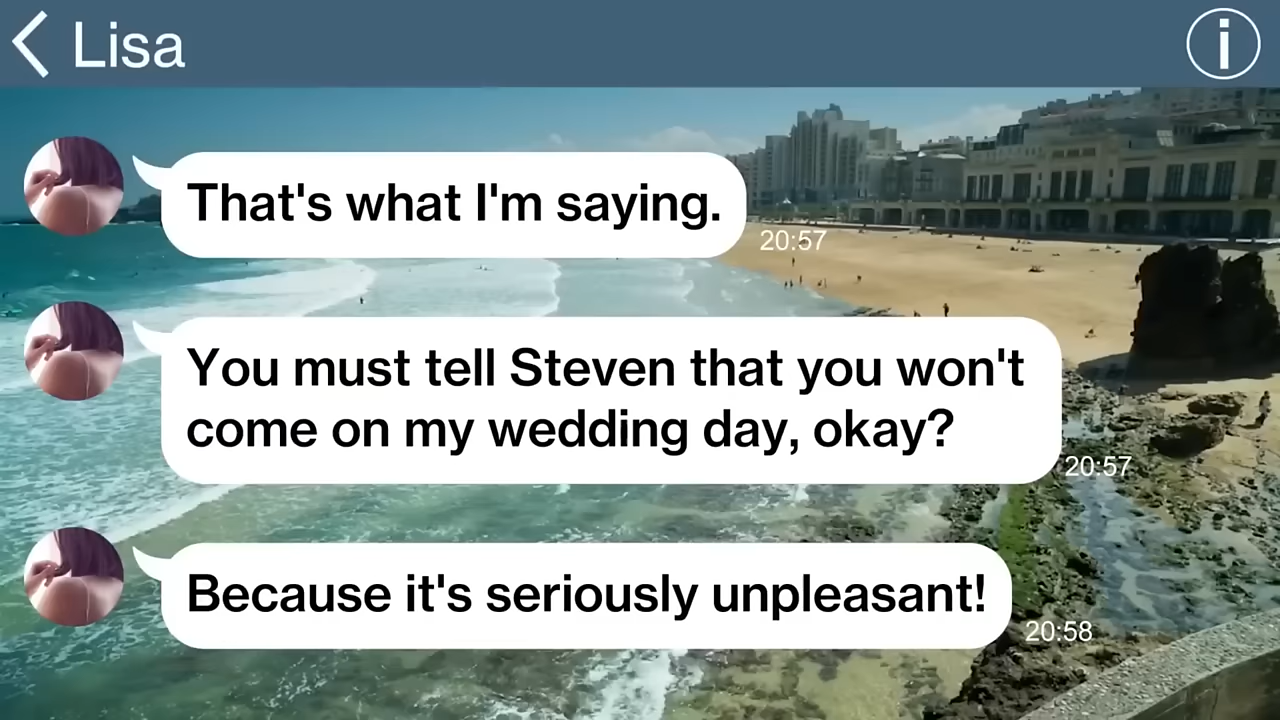 Lisa
That's what I'm saying.
20:57
You must tell Steven that you won't
come on my wedding day, okay?
20:57
Because it's seriously unpleasant!
20:58